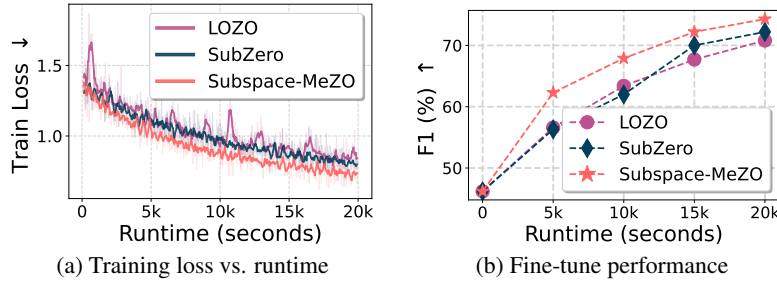 LOZO
SubZero
Subspace-MeZO
Train Loss ↓
1.5
1.0
0
5k
10k
15k
20k
Runtime (seconds)
(a) Training loss vs. runtime
F1 (%) ↑
70
60
50
LOZO
SubZero
Subspace-MeZO
0
5k
10k
15k
20k
Runtime (seconds)
(b) Fine-tune performance